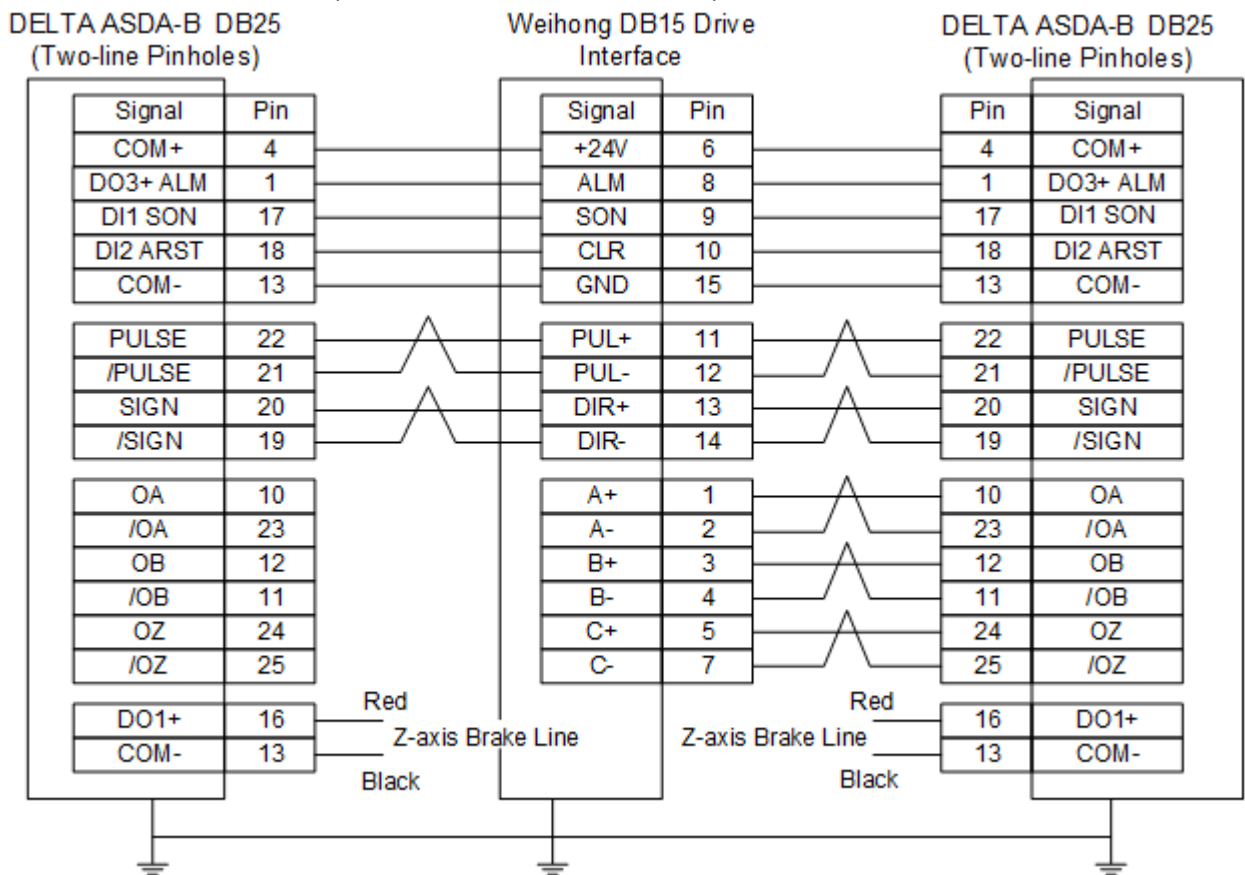 DELTA ASDA-B DB25 Weihong DB15 Drive DELTA ASDA-B DB25
(Two-line Pinholes) Interface (Two-line Pinholes)
Signal Pin Signal Pin Pin Signal
COM+ 4 +24V 6 4 COM+
DO3+ ALM 1 ALM 8 1 DO3+ ALM
DI1 SON 17 SON 9 17 DI1 SON
DI2 ARST 18 CLR 10 18 DI2 ARST
COM- 13 GND 15 13 COM-
PULSE 22 PUL+ 11 22 PULSE
/PULSE 21 PUL- 12 21 /PULSE
SIGN 20 DIR+ 13 20 SIGN
/SIGN 19 DIR- 14 19 /SIGN
OA 10 A+ 1 10 OA
/OA 23 A- 2 23 /OA
OB 12 B+ 3 12 OB
/OB 11 B- 4 11 /OB
OZ 24 C+ 5 24 OZ
/OZ 25 C- 7 25 /OZ
Red Red
DO1+ 16 16 DO1+
Z-axis Brake Line Z-axis Brake Line
COM- 13 13 COM-
Black Black